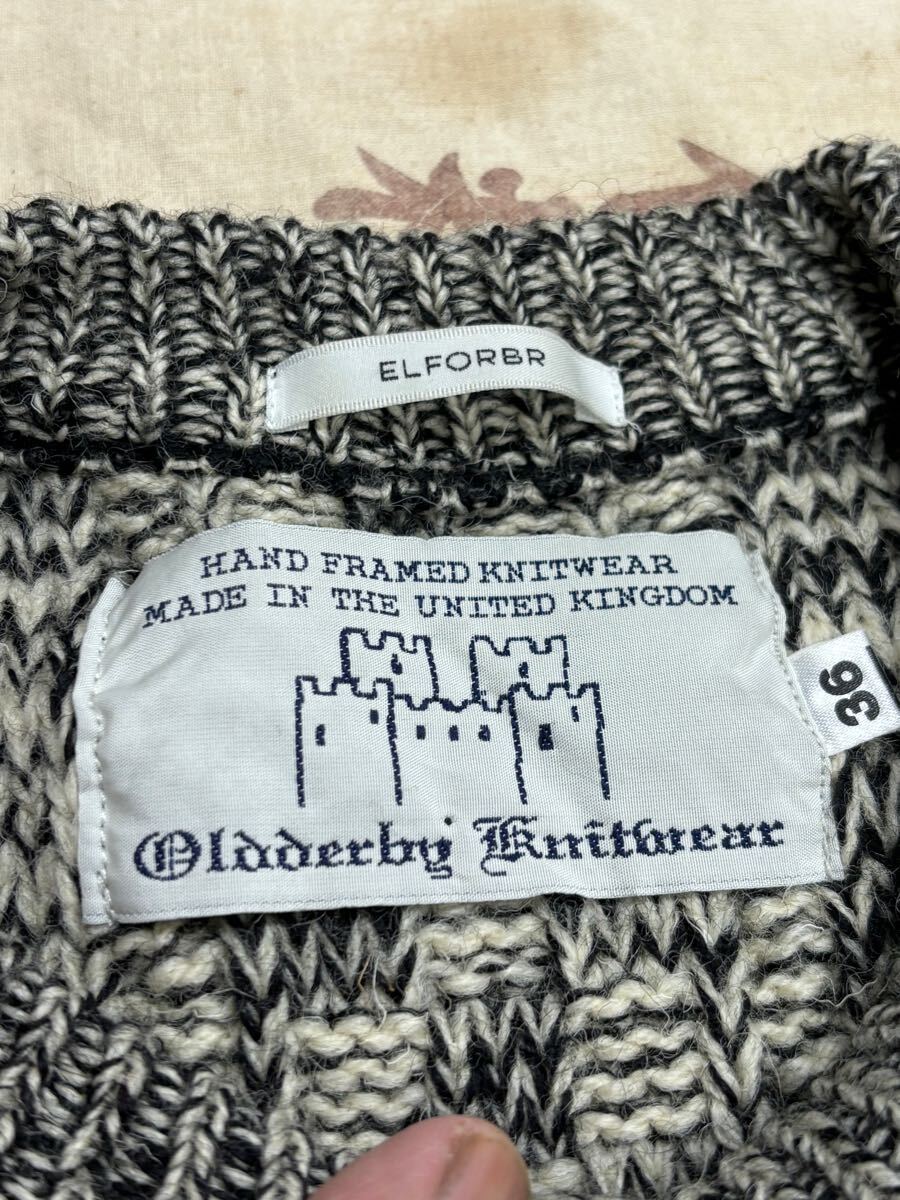 ELFORBR
HAND FRAMED KNITWEAR
MADE IN THE UNITED KINGDOM
36
Oldderby Knitwear